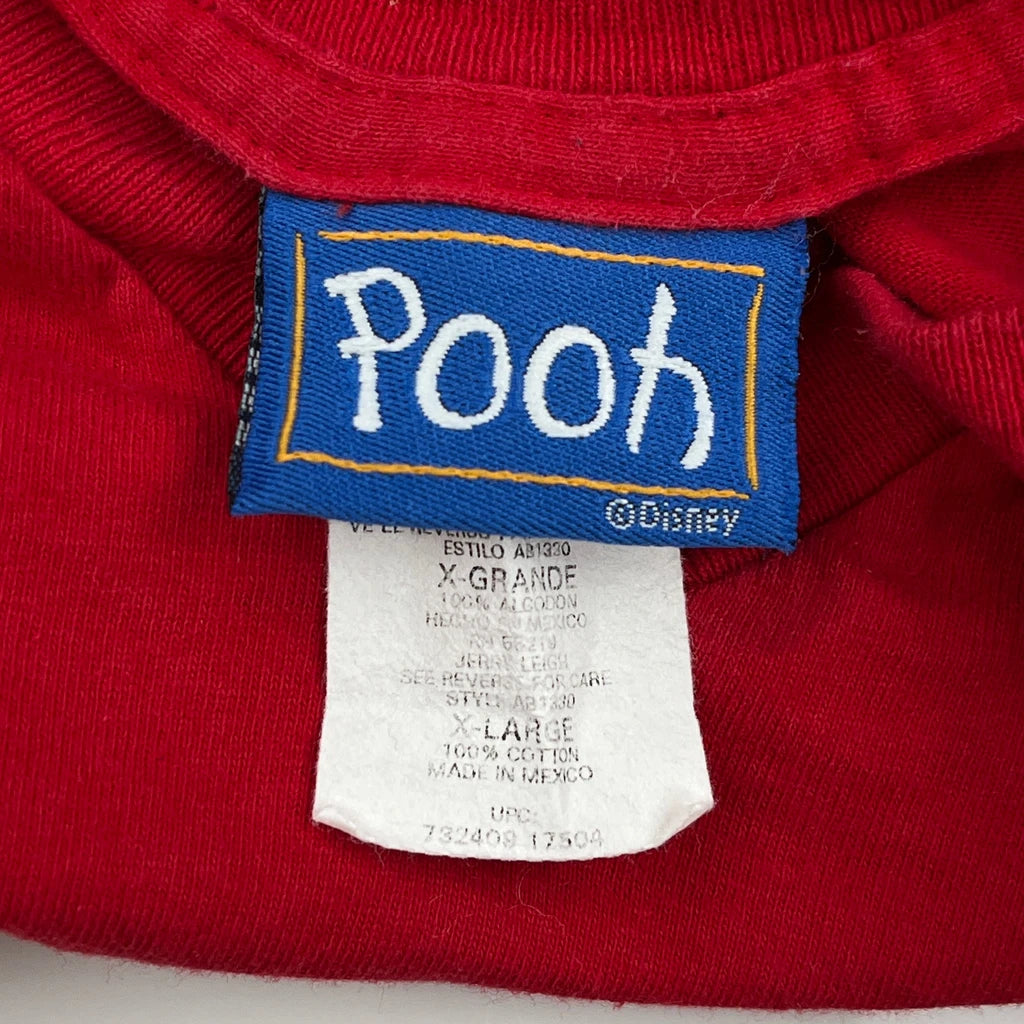 Pooh
©Disney
ESTILO AB1330
X-GRANDE
100% ALGODON
HECHO EN MEXICO
JERRY LEIGH
SEE REVERSE FOR CARE
STYLE AB1330
X-LARGE
100% COTTON
MADE IN MEXICO
UPC:
732408 17504